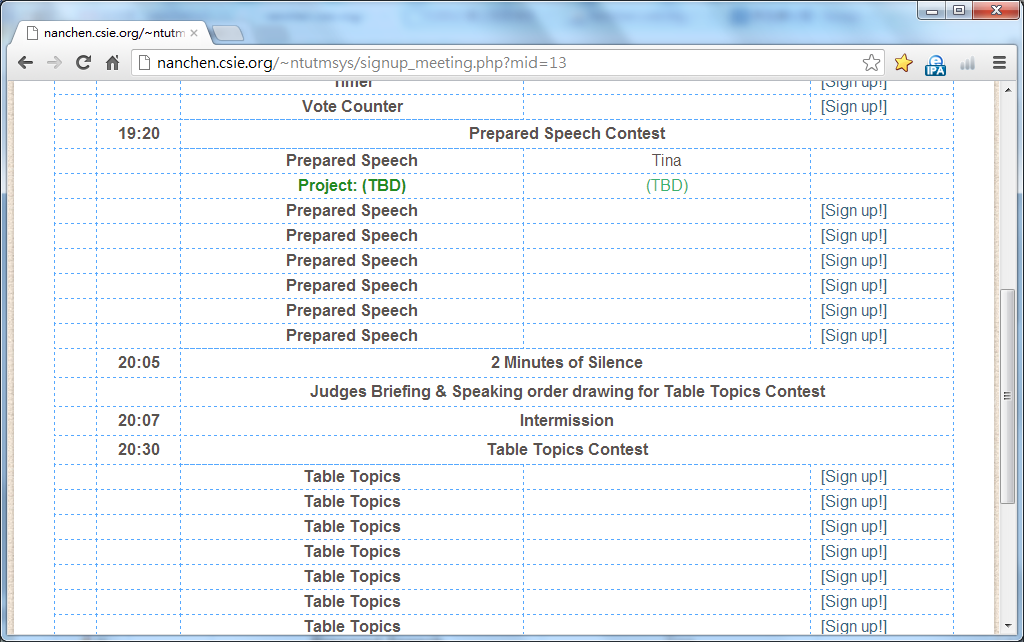 nanchen.csie.org/~ntutm
nanchen.csie.org/~ntutmsys/signup_meeting.php?mid=13
IPA
Timer [Sign up!]
Vote Counter [Sign up!]
19:20 Prepared Speech Contest
Prepared Speech Tina
Project: (TBD) (TBD)
Prepared Speech [Sign up!]
Prepared Speech [Sign up!]
Prepared Speech [Sign up!]
Prepared Speech [Sign up!]
Prepared Speech [Sign up!]
Prepared Speech [Sign up!]
20:05 2 Minutes of Silence
Judges Briefing & Speaking order drawing for Table Topics Contest
20:07 Intermission
20:30 Table Topics Contest
Table Topics [Sign up!]
Table Topics [Sign up!]
Table Topics [Sign up!]
Table Topics [Sign up!]
Table Topics [Sign up!]
Table Topics [Sign up!]
Table Topics [Sign up!]